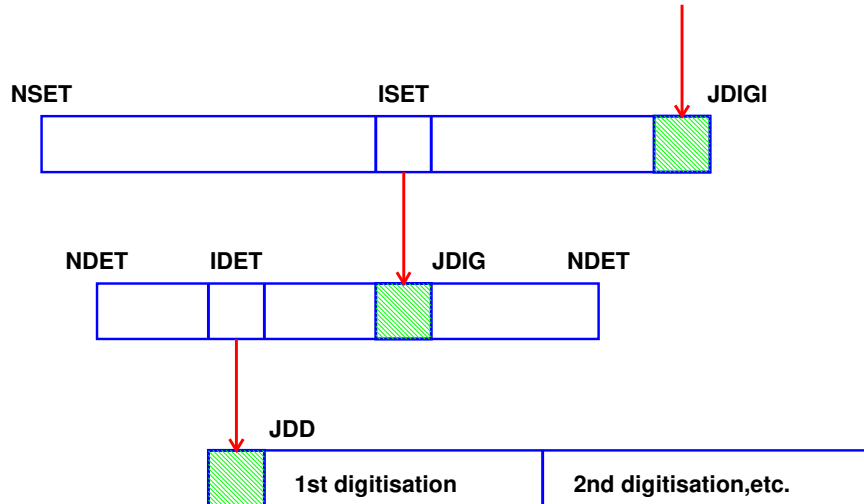 NSET ISET JDIGI
NDET IDET JDIG NDET
JDD
1st digitisation 2nd digitisation,etc.